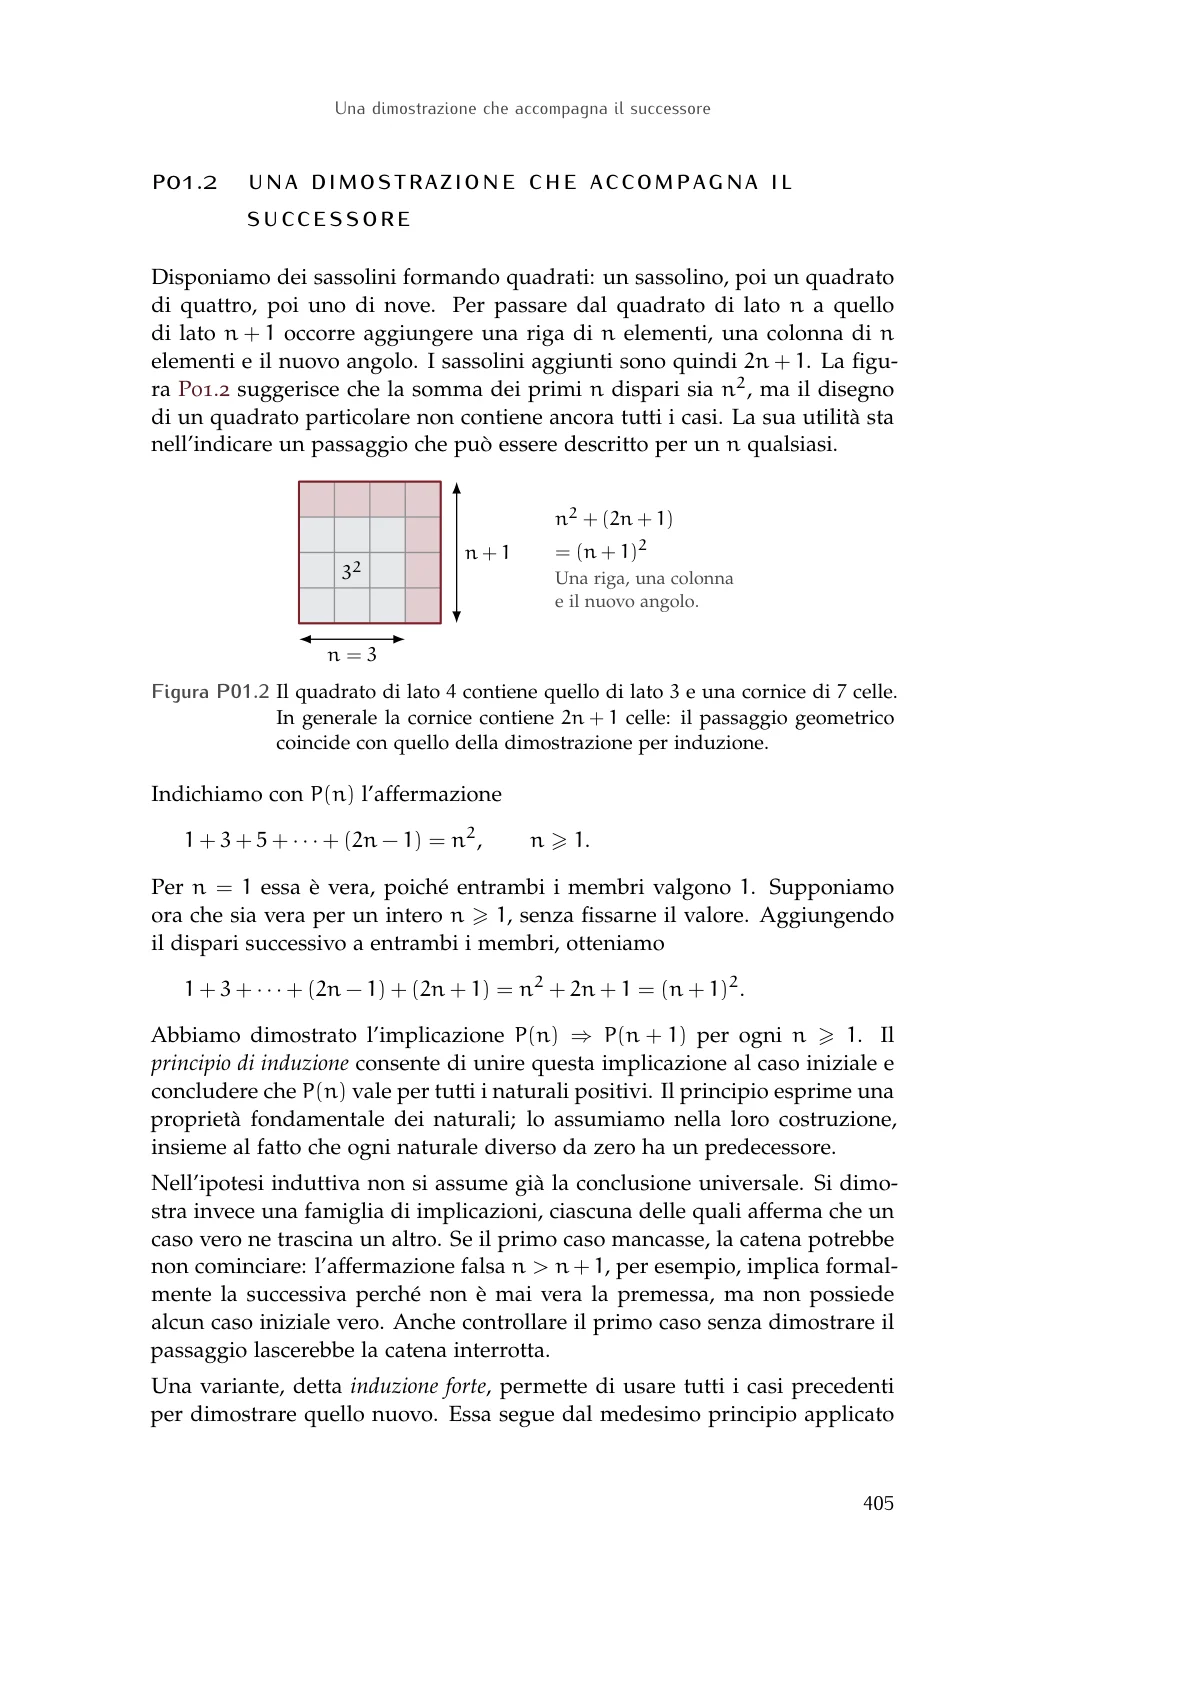 Una dimostrazione che accompagna il successore
P01.2 UNA DIMOSTRAZIONE CHE ACCOMPAGNA IL
SUCCESSORE
Disponiamo dei sassolini formando quadrati: un sassolino, poi un quadrato
di quattro, poi uno di nove. Per passare dal quadrato di lato n a quello
di lato n + 1 occorre aggiungere una riga di n elementi, una colonna di n
elementi e il nuovo angolo. I sassolini aggiunti sono quindi 2n + 1. La figu-
ra P01.2 suggerisce che la somma dei primi n dispari sia n², ma il disegno
di un quadrato particolare non contiene ancora tutti i casi. La sua utilità sta
nell'indicare un passaggio che può essere descritto per un n qualsiasi.
3²
n + 1
n = 3
n² + (2n + 1)
= (n + 1)²
Una riga, una colonna
e il nuovo angolo.
Figura P01.2 Il quadrato di lato 4 contiene quello di lato 3 e una cornice di 7 celle.
In generale la cornice contiene 2n + 1 celle: il passaggio geometrico
coincide con quello della dimostrazione per induzione.
Indichiamo con P(n) l'affermazione
1 + 3 + 5 + ⋯ + (2n − 1) = n², n ⩾ 1.
Per n = 1 essa è vera, poiché entrambi i membri valgono 1. Supponiamo
ora che sia vera per un intero n ⩾ 1, senza fissarne il valore. Aggiungendo
il dispari successivo a entrambi i membri, otteniamo
1 + 3 + ⋯ + (2n − 1) + (2n + 1) = n² + 2n + 1 = (n + 1)².
Abbiamo dimostrato l'implicazione P(n) ⇒ P(n + 1) per ogni n ⩾ 1. Il
principio di induzione consente di unire questa implicazione al caso iniziale e
concludere che P(n) vale per tutti i naturali positivi. Il principio esprime una
proprietà fondamentale dei naturali; lo assumiamo nella loro costruzione,
insieme al fatto che ogni naturale diverso da zero ha un predecessore.
Nell'ipotesi induttiva non si assume già la conclusione universale. Si dimo-
stra invece una famiglia di implicazioni, ciascuna delle quali afferma che un
caso vero ne trascina un altro. Se il primo caso mancasse, la catena potrebbe
non cominciare: l'affermazione falsa n > n + 1, per esempio, implica formal-
mente la successiva perché non è mai vera la premessa, ma non possiede
alcun caso iniziale vero. Anche controllare il primo caso senza dimostrare il
passaggio lascerebbe la catena interrotta.
Una variante, detta induzione forte, permette di usare tutti i casi precedenti
per dimostrare quello nuovo. Essa segue dal medesimo principio applicato
405